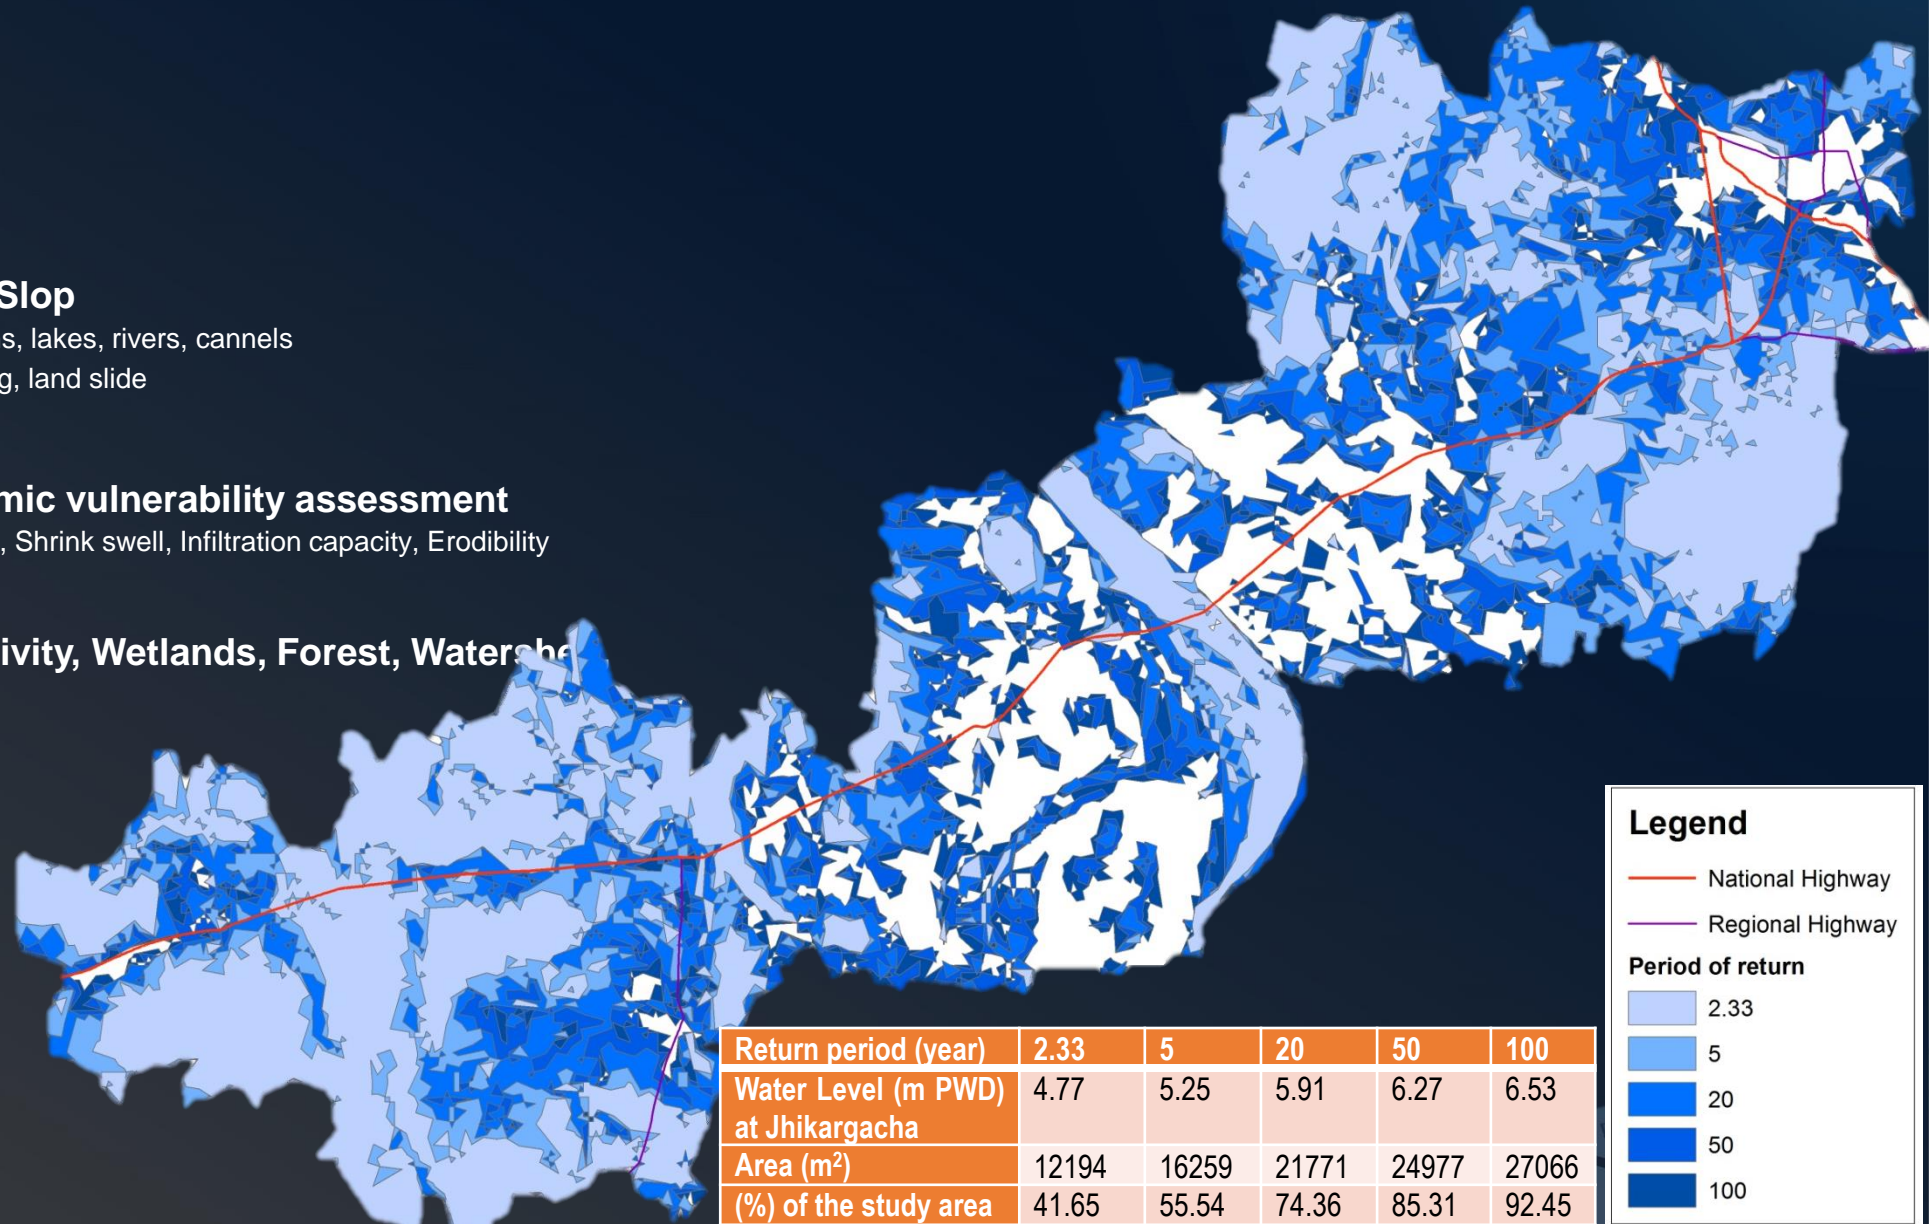 Slop
s, lakes, rivers, cannels
g, land slide
mic vulnerability assessment
, Shrink swell, Infiltration capacity, Erodibility
ivity, Wetlands, Forest, Watershe
Legend
National Highway
Regional Highway
Period of return
2.33
5
20
50
100
Return period (year) 2.33 5 20 50 100
Water Level (m PWD) 4.77 5.25 5.91 6.27 6.53
at Jhikargacha
Area (m²) 12194 16259 21771 24977 27066
(%) of the study area 41.65 55.54 74.36 85.31 92.45